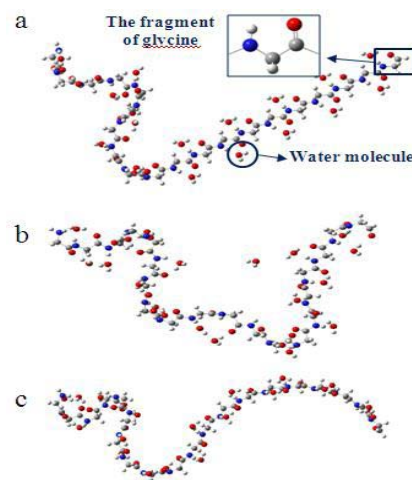 a
The fragment
of glycine
Water molecule
b
c